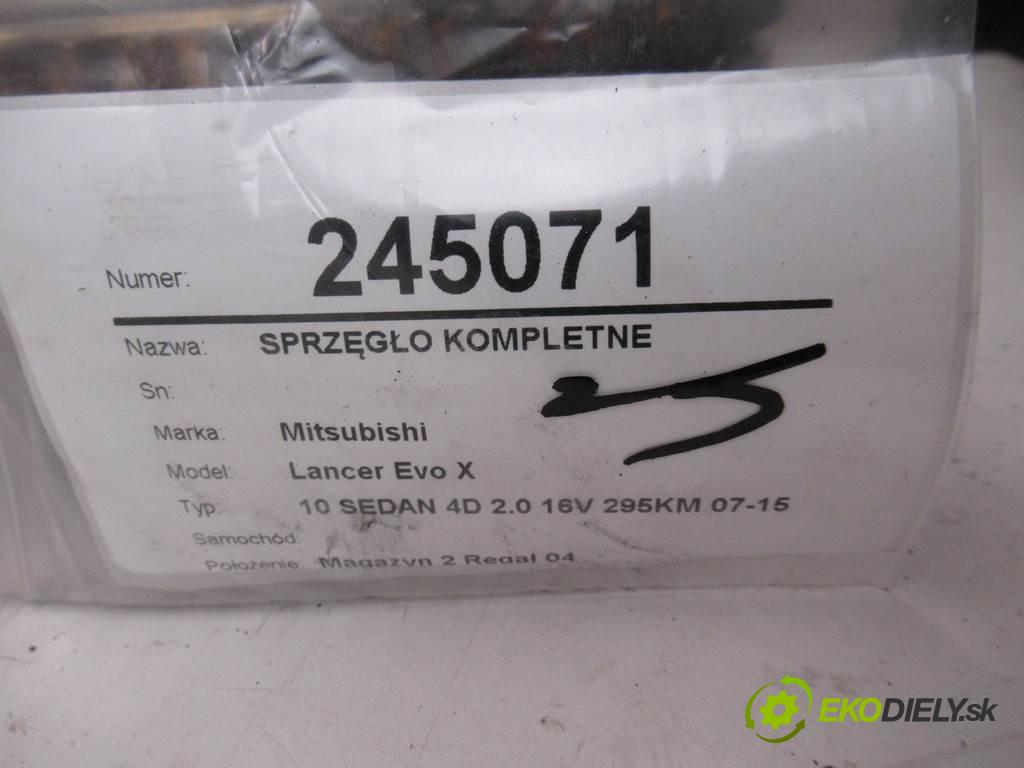 Numer: 245071
Nazwa: SPRZĘGŁO KOMPLETNE
Sn:
Marka: Mitsubishi
Model: Lancer Evo X
Typ: 10 SEDAN 4D 2.0 16V 295KM 07-15
Samochód:
Położenie Magazyn 2 Regał 04
EKODIELY.sk